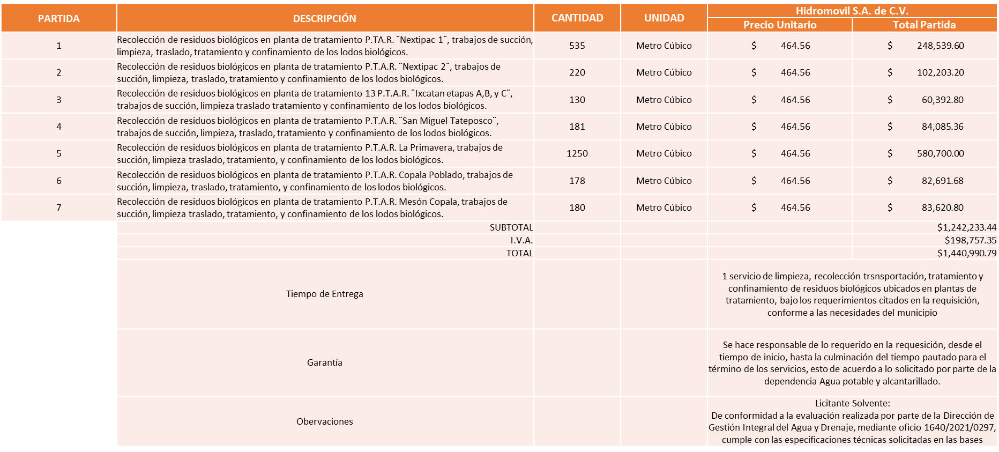 PARTIDA DESCRIPCIÓN CANTIDAD UNIDAD Hidromovil S.A. de C.V.
Precio Unitario Total Partida
1 Recolección de residuos biológicos en planta de tratamiento P.TA.R. ¨Nextipac 1¨, trabajos de succión,
limpieza, traslado, tratamiento y confinamiento de los lodos biológicos. 535 Metro Cúbico $ 464.56 $ 248,539.60
2 Recolección de residuos biológicos en planta de tratamiento P.T.A.R. ¨Nextipac 2¨, trabajos de
succión, limpieza, traslado, tratamiento y confinamiento de los lodos biológicos. 220 Metro Cúbico $ 464.56 $ 102,203.20
3 Recolección de residuos biológicos en planta de tratamiento 13 P.T.A.R. ¨Ixcatan etapas A,B, y C¨,
trabajos de succión, limpieza traslado tratamiento y confinamiento de los lodos biológicos. 130 Metro Cúbico $ 464.56 $ 60,392.80
4 Recolección de residuos biológicos en planta de tratamiento P.T.A.R. ¨San Miguel Tateposco¨,
trabajos de succión, limpieza, traslado, tratamiento y confinamiento de los lodos biológicos. 181 Metro Cúbico $ 464.56 $ 84,085.36
5 Recolección de residuos biológicos en planta de tratamiento P.T.A.R. La Primavera, trabajos de
succión, limpieza traslado, tratamiento, y confinamiento de los lodos biológicos. 1250 Metro Cúbico $ 464.56 $ 580,700.00
6 Recolección de residuos biológicos en planta de tratamiento P.T.A.R. Copala Poblado, trabajos de
succión, limpieza, traslado, tratamiento, y confinamiento de los lodos biológicos. 178 Metro Cúbico $ 464.56 $ 82,691.68
7 Recolección de residuos biológicos en planta de tratamiento P.T.A.R. Mesón Copala, trabajos de
succión, limpieza traslado, tratamiento, y confinamiento de los lodos biológicos. 180 Metro Cúbico $ 464.56 $ 83,620.80
SUBTOTAL $1,242,233.44
I.V.A. $198,757.35
TOTAL $1,440,990.79
Tiempo de Entrega
1 servicio de limpieza, recolección trsnsportación, tratamiento y
confinamiento de residuos biológicos ubicados en plantas de
tratamiento, bajo los requerimientos citados en la requisición,
conforme a las necesidades del municipio
Garantía
Se hace responsable de lo requerido en la requesición, desde el
tiempo de inicio, hasta la culminación del tiempo pautado para el
término de los servicios, esto de acuerdo a lo solicitado por parte de la
dependencia Agua potable y alcantarillado.
Obervaciones
Licitante Solvente:
De conformidad a la evaluación realizada por parte de la Dirección de
Gestión Integral del Agua y Drenaje, mediante oficio 1640/2021/0297,
cumple con las especificaciones técnicas solicitadas en las bases